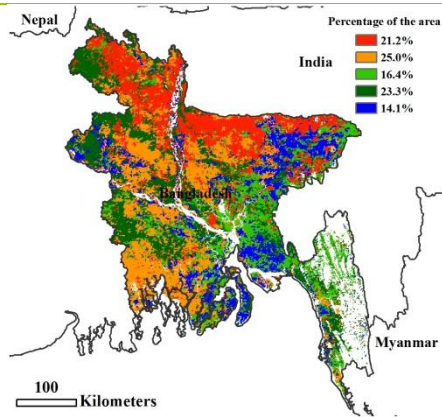 Nepal
Percentage of the area
India
21.2%
25.0%
16.4%
23.3%
14.1%
Bangladesh
Myanmar
100
Kilometers